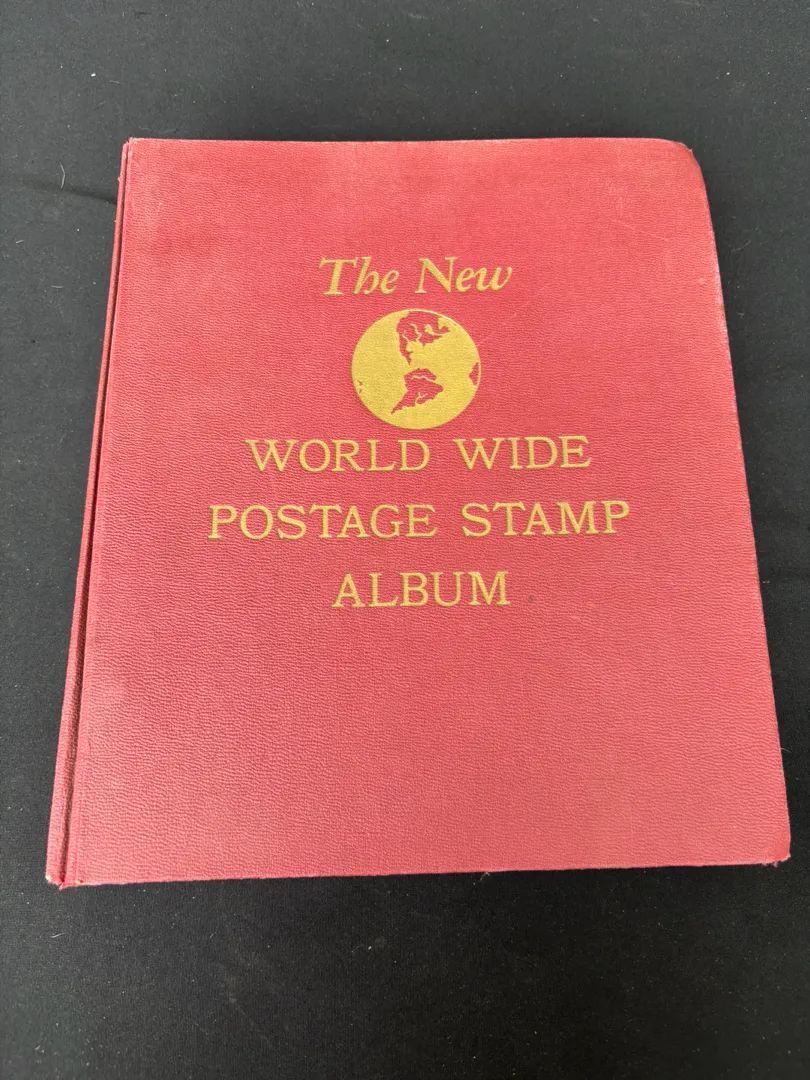 The New
WORLD WIDE
POSTAGE STAMP
ALBUM